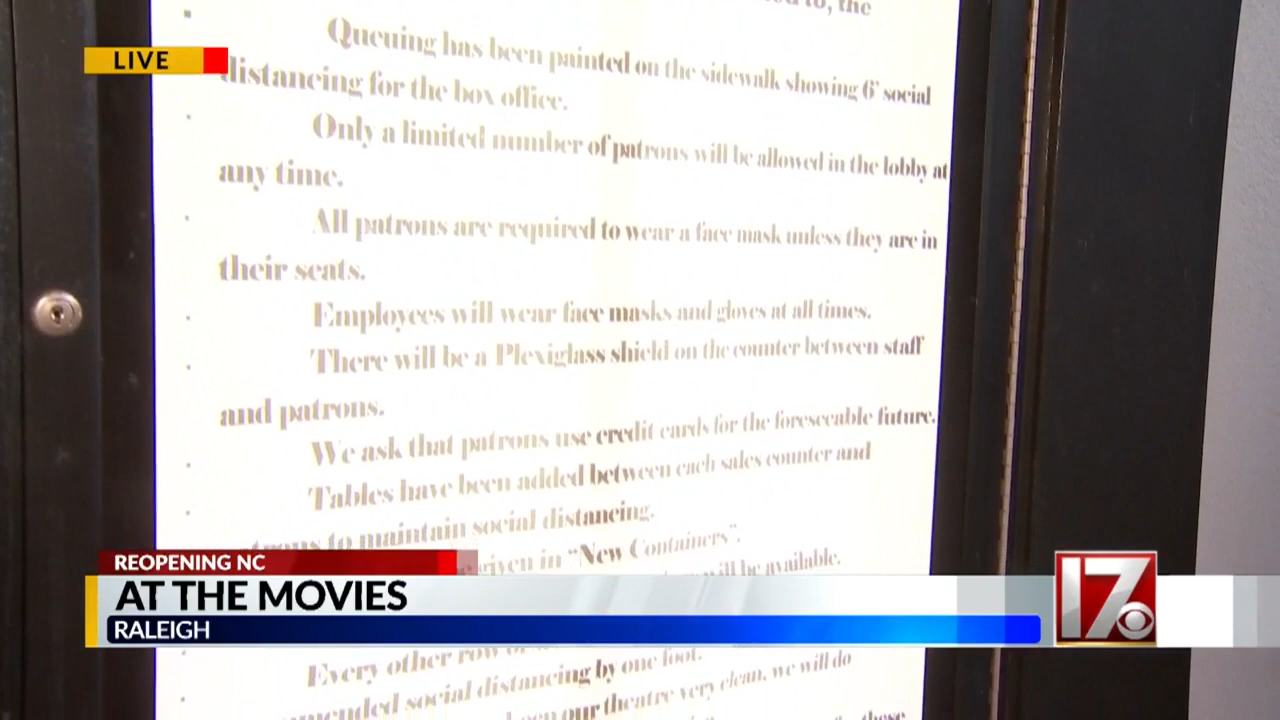 to, the
Queuing has been painted on the sidewalk showing 6' social
LIVE
distancing for the box office.
Only a limited number of patrons will be allowed in the lobby at
any time.
All patrons are required to wear a face mask unless they are in
their seats.
Employees will wear face masks and gloves at all times.
There will be a Plexiglass shield on the counter between staff
and patrons.
We ask that patrons use credit cards for the foreseeable future.
Tables have been added between each sales counter and
to maintain social distancing.
in “New Containers”.
will be available.
REOPENING NC
AT THE MOVIES
RALEIGH
17
Every other row
social distancing by one foot.
our theatre very clean, we will do
these